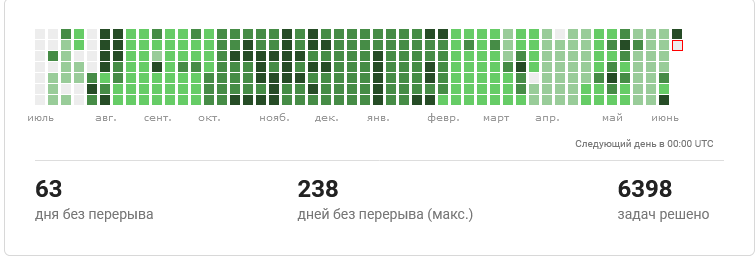 июль авг. сент. окт. нояб. дек. янв. февр. март апр. май июнь
Следующий день в 00:00 UTC
63 238 6398
дня без перерыва дней без перерыва (макс.) задач решено